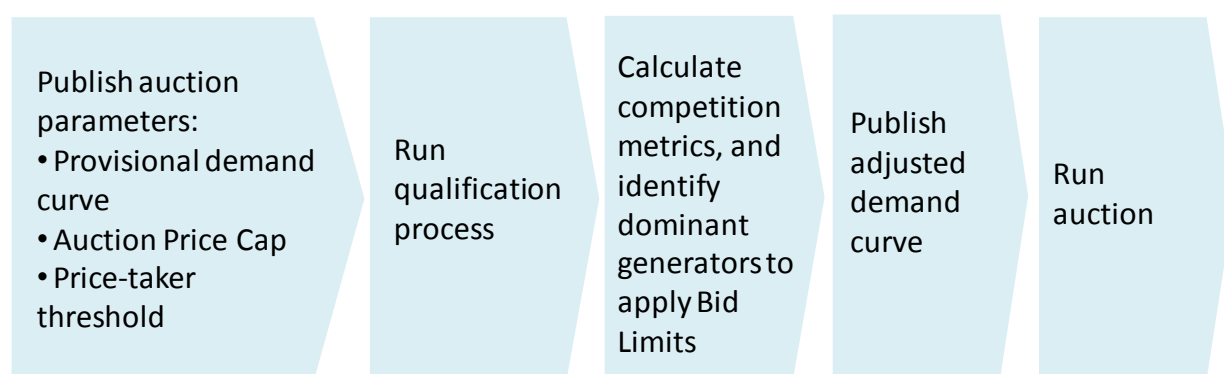 Publish auction
parameters:
• Provisional demand
curve
• Auction Price Cap
• Price-taker
threshold
Run
qualification
process
Calculate
competition
metrics, and
identify
dominant
generators to
apply Bid
Limits
Publish
adjusted
demand
curve
Run
auction